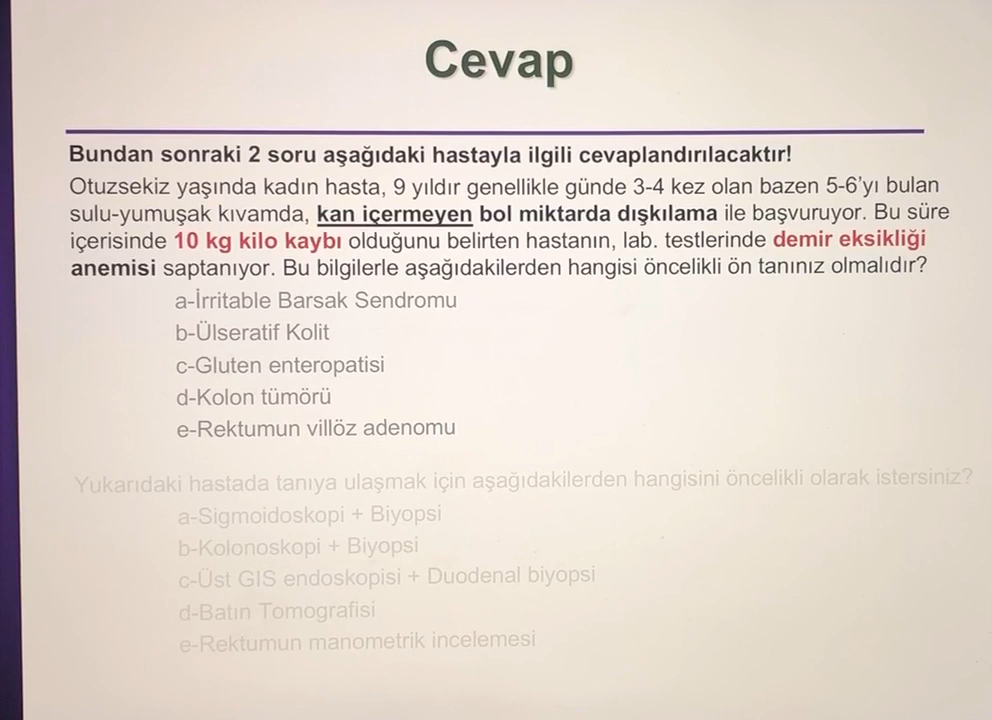 Cevap
Bundan sonraki 2 soru aşağıdaki hastayla ilgili cevaplandırılacaktır!
Otuzsekiz yaşında kadın hasta, 9 yıldır genellikle günde 3-4 kez olan bazen 5-6'yı bulan
sulu-yumuşak kıvamda, kan içermeyen bol miktarda dışkılama ile başvuruyor. Bu süre
içerisinde 10 kg kilo kaybı olduğunu belirten hastanın, lab. testlerinde demir eksikliği
anemisi saptanıyor. Bu bilgilerle aşağıdakilerden hangisi öncelikli ön tanınız olmalıdır?
a-İrritable Barsak Sendromu
b-Ülseratif Kolit
c-Gluten enteropatisi
d-Kolon tümörü
e-Rektumun villöz adenomu
Yukarıdaki hastada tanıya ulaşmak için aşağıdakilerden hangisini öncelikli olarak istersiniz?
a-Sigmoidoskopi + Biyopsi
b-Kolonoskopi + Biyopsi
c-Üst GIS endoskopisi + Duodenal biyopsi
d-Batın Tomografisi
e-Rektumun manometrik incelemesi